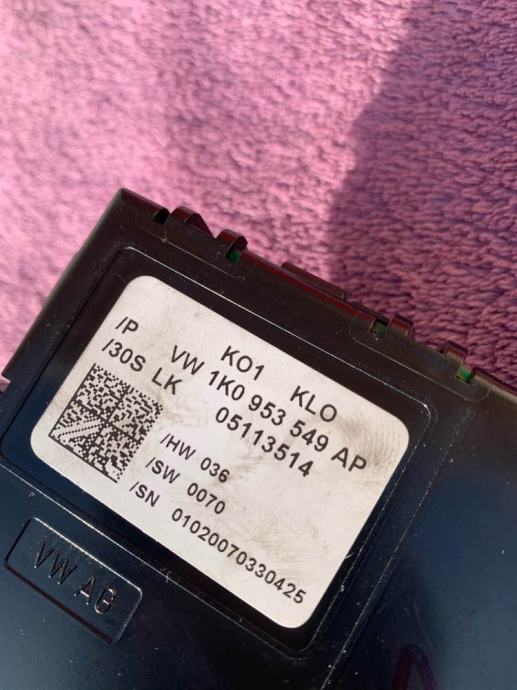 KO1 KLO
/P VW 1K0 953 549 AP
/30S LK 05113514
/HW 036
/SW 0070
/SN 01020070330425
VW AG